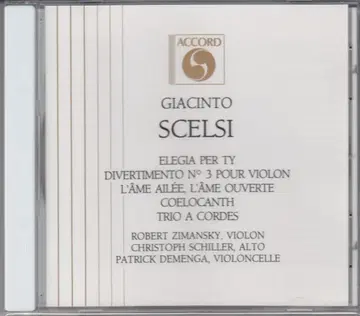 ACCORD
GIACINTO
SCELSI
ELEGIA PER TY
DIVERTIMENTO N° 3 POUR VIOLON
L'ÂME AILÉE, L'ÂME OUVERTE
COELOCANTH
TRIO A CORDES
ROBERT ZIMANSKY, VIOLON
CHRISTOPH SCHILLER, ALTO
PATRICK DEMENGA, VIOLONCELLE